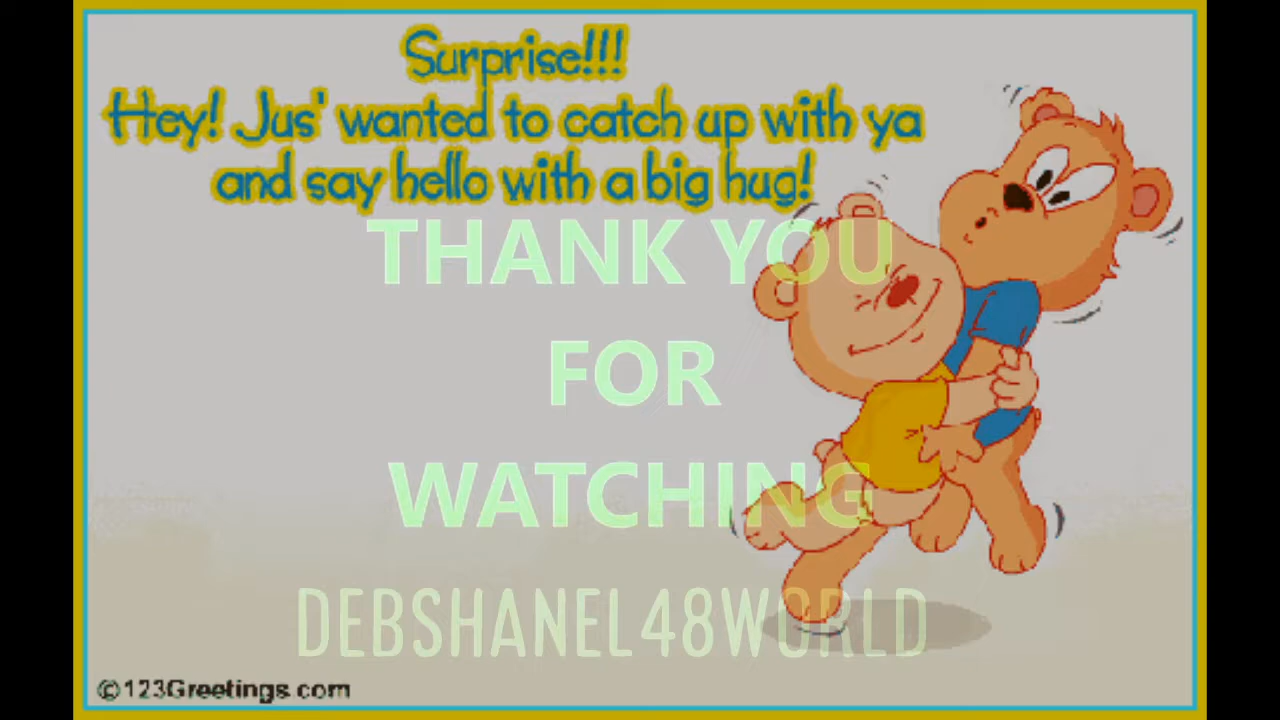 Surprise!!!
Hey! Jus' wanted to catch up with ya
and say hello with a big hug!
THANK YOU
FOR
WATCHING
DEBSHANEL48WORLD
©123Greetings.com